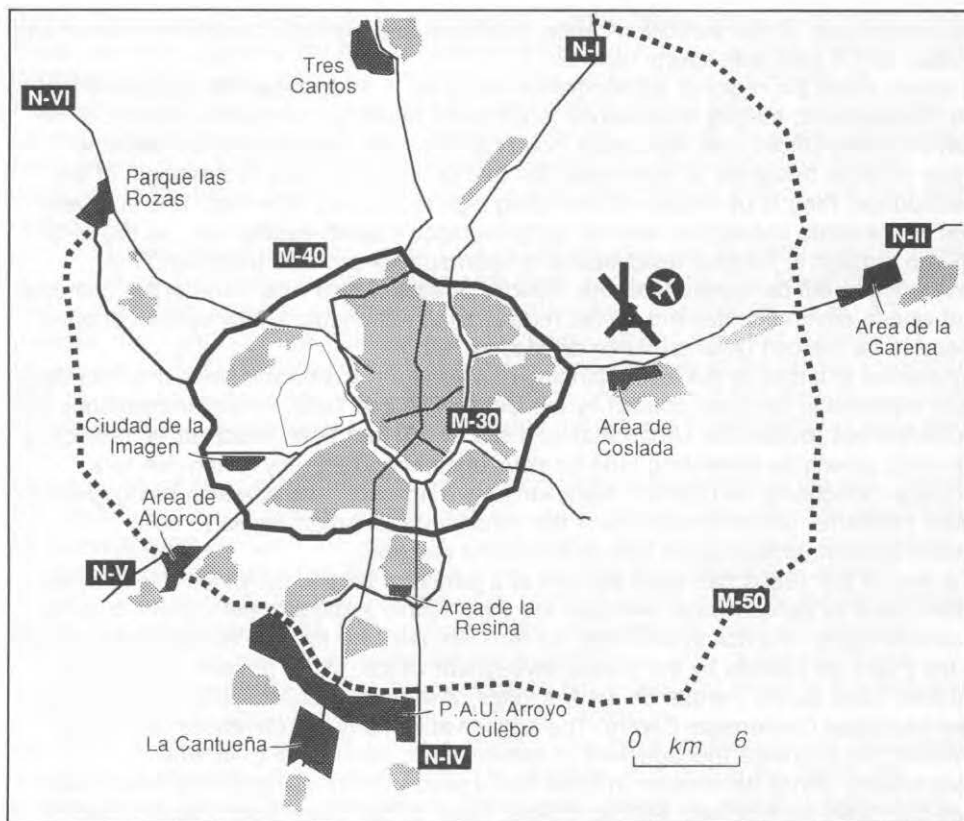 Tres
Cantos
N-I
N-VI
Parque las
Rozas
M-40
N-II
Area de la
Garena
M-30
Area de
Coslada
Ciudad de la
Imagen
Area de
Alcorcon
N-V
M-50
Area de la
Resina
P.A.U. Arroyo
Culebro
La Cantueña
N-IV
0 km 6